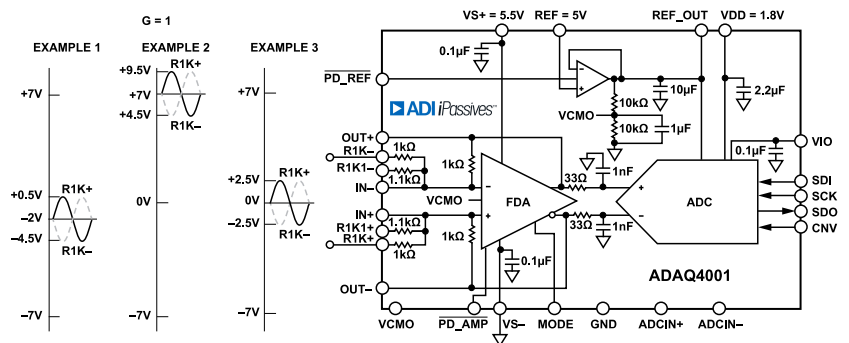 G = 1
EXAMPLE 1
+7V
+0.5V
R1K+
–2V
–4.5V
R1K–
–7V
EXAMPLE 2
R1K+
+9.5V
+7V
+4.5V
R1K–
0V
–7V
EXAMPLE 3
+7V
+2.5V
R1K+
0V
–2.5V
R1K–
–7V
VS+ = 5.5V
REF = 5V
REF_OUT
VDD = 1.8V
0.1µF
PD_REF
10kΩ
10µF
2.2µF
VCMO
10kΩ
1µF
ADI iPassives™
VIO
0.1µF
OUT+
1kΩ
R1K–
R1K1–
1.1kΩ
IN–
1kΩ
VCMO
FDA
33Ω
1nF
ADC
SDI
SCK
SDO
CNV
IN+
1.1kΩ
R1K1+
R1K+
1kΩ
1kΩ
33Ω
1nF
0.1µF
OUT–
ADAQ4001
VCMO
PD_AMP
VS–
MODE
GND
ADCIN+
ADCIN–